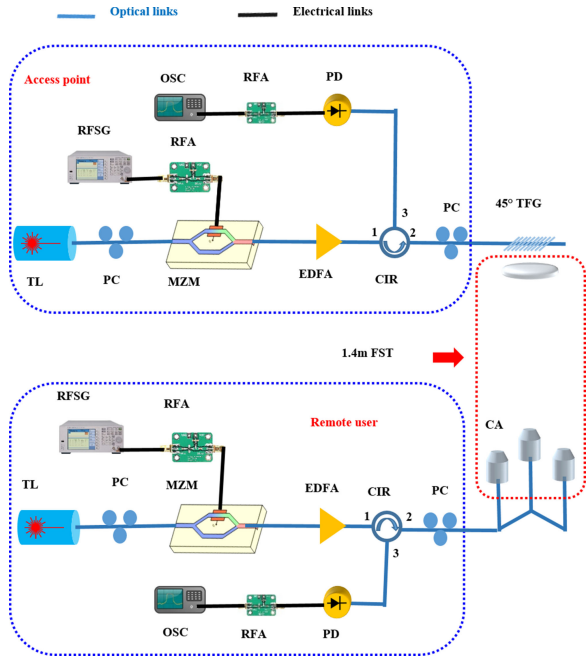 Optical links
Electrical links
Access point
OSC
RFA
PD
RFSG
RFA
3
PC
45° TFG
1
2
TL
PC
MZM
EDFA
CIR
1.4m FST
RFSG
RFA
Remote user
CA
TL
PC
MZM
EDFA
CIR
PC
1
2
3
OSC
RFA
PD